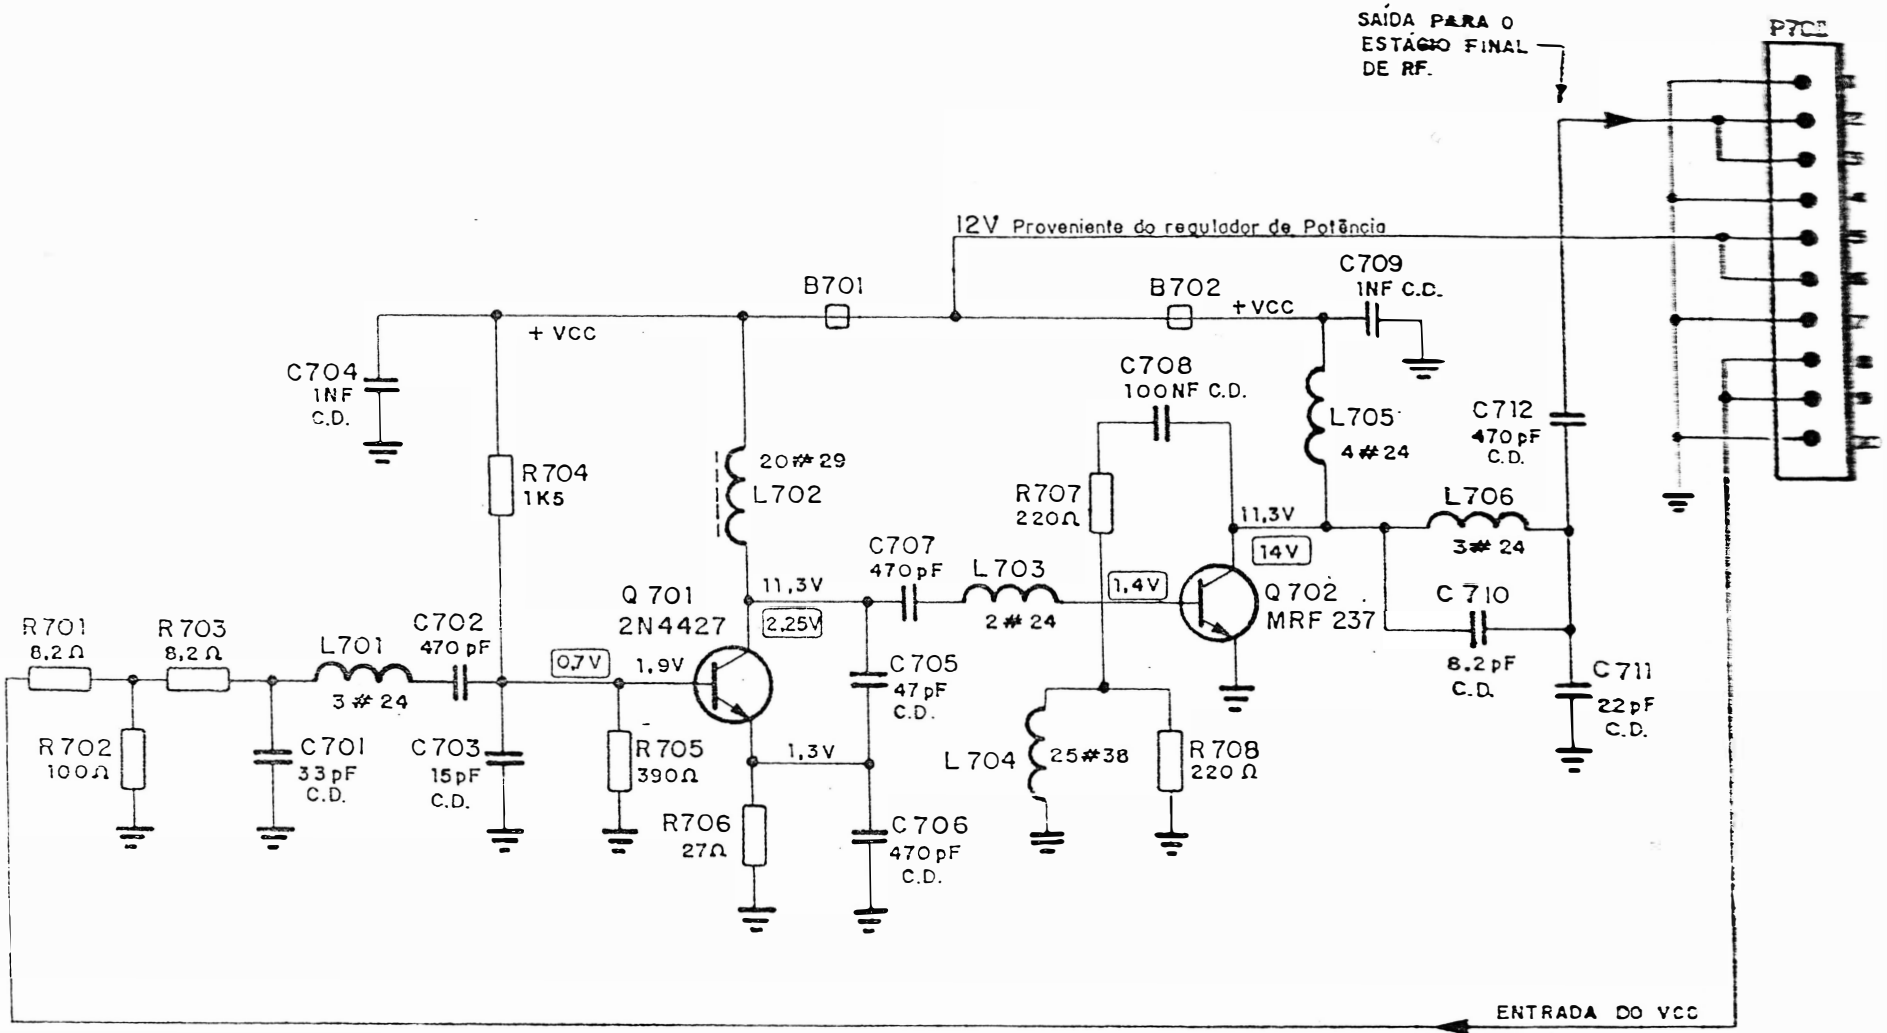 SAÍDA PARA O
ESTÁGIO FINAL
DE RF.
12V Proveniente do regulador de Potência
C709
1NF C.D.
B701
B702
+ VCC
+VCC
C704
1NF
C.D.
C708
100NF C.D.
L705
4#24
C712
470pF
C.D.
R704
1K5
20#29
L702
R707
220Ω
11,3V
14V
L706
3#24
C707
470pF
L703
2#24
1,4V
Q702
MRF 237
C710
8.2pF
C.D.
Q701
2N4427
11,3V
2,25V
R701
8,2Ω
R703
8,2Ω
L701
3#24
C702
470pF
0,7V
1,9V
C705
47pF
C.D.
C711
22pF
C.D.
R702
100Ω
C701
33pF
C.D.
C703
15pF
C.D.
R705
390Ω
1,3V
L704
25#38
R708
220Ω
R706
27Ω
C706
470pF
C.D.
ENTRADA DO VCO